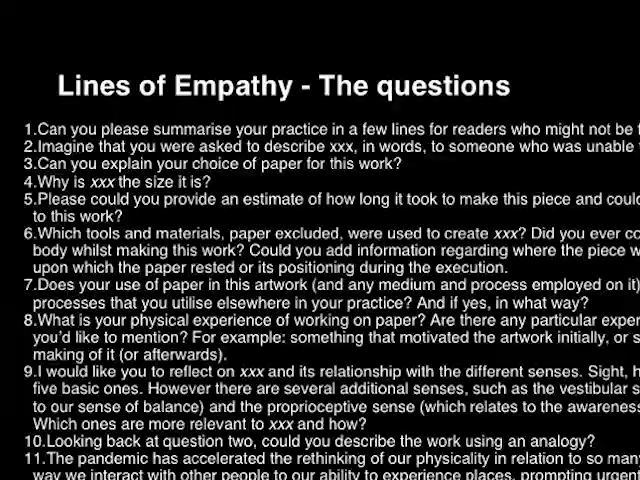 Lines of Empathy - The questions
1.Can you please summarise your practice in a few lines for readers who might not be
2.Imagine that you were asked to describe xxx, in words, to someone who was unable
3.Can you explain your choice of paper for this work?
4.Why is xxx the size it is?
5.Please could you provide an estimate of how long it took to make this piece and
to this work?
6.Which tools and materials, paper excluded, were used to create xxx? Did you ever
body whilst making this work? Could you add information regarding where the piece
upon which the paper rested or its positioning during the execution.
7.Does your use of paper in this artwork (and any medium and process employed on it)
processes that you utilise elsewhere in your practice? And if yes, in what way?
8.What is your physical experience of working on paper? Are there any particular
you'd like to mention? For example: something that motivated the artwork initially, or
making of it (or afterwards).
9.I would like you to reflect on xxx and its relationship with the different senses. Sight,
five basic ones. However there are several additional senses, such as the vestibular
to our sense of balance) and the proprioceptive sense (which relates to the awareness
Which ones are more relevant to xxx and how?
10.Looking back at question two, could you describe the work using an analogy?
11.The pandemic has accelerated the rethinking of our physicality in relation to so
way we interact with other people to our ability to experience places, prompting